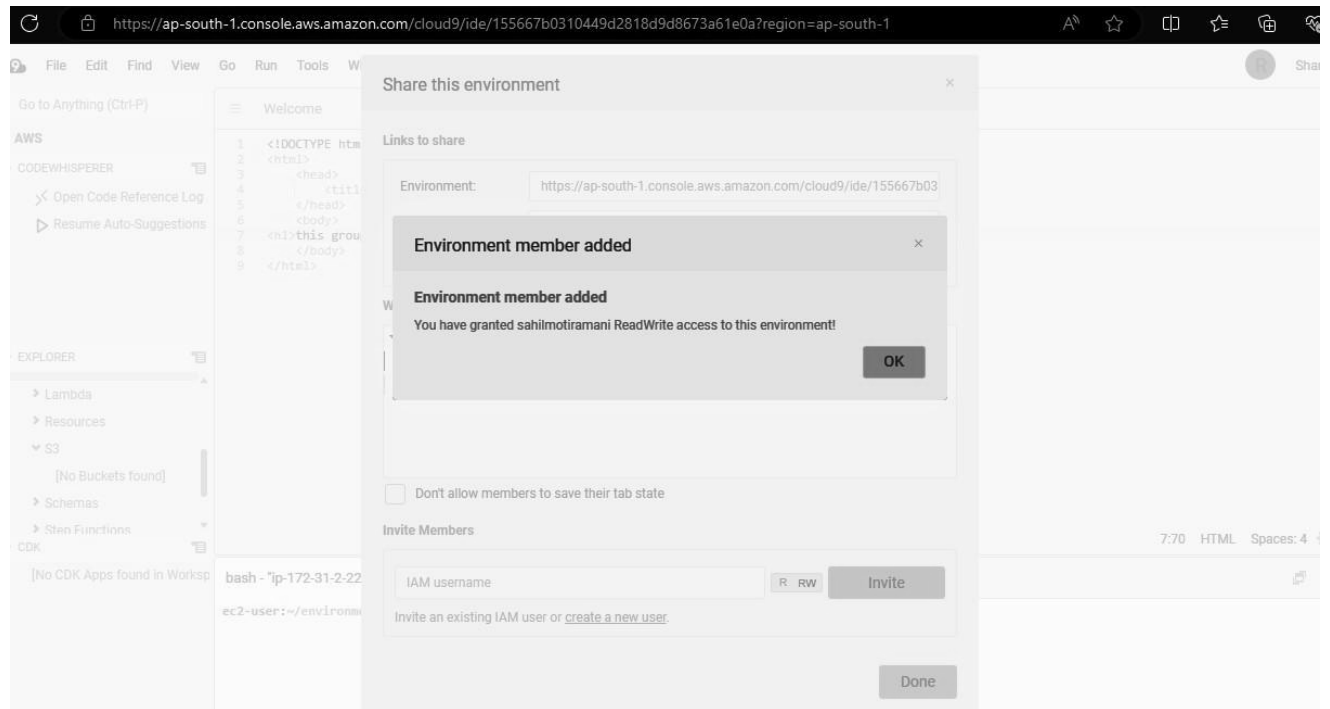 https://ap-south-1.console.aws.amazon.com/cloud9/ide/155667b0310449d2818d9d8673a61e0a?region=ap-south-1
File Edit Find View Go Run Tools
R
Go to Anything (Ctrl-P)
Welcome
AWS
CODEWHISPERER
Open Code Reference Log
Resume Auto-Suggestions
1 <!DOCTYPE htm
2 <html>
3 <head>
4 <titl
5 </head>
6 <body>
7 <h1>this grou
8 </body>
9 </html>
EXPLORER
Lambda
Resources
S3
[No Buckets found]
Schemas
Step Functions
CDK
[No CDK Apps found in Worksp
Share this environment
Links to share
Environment: https://ap-south-1.console.aws.amazon.com/cloud9/ide/155667b03
Environment member added
Environment member added
You have granted sahilmotiramani ReadWrite access to this environment!
OK
Don't allow members to save their tab state
Invite Members
IAM username R RW Invite
Invite an existing IAM user or create a new user.
Done
7:70 HTML Spaces: 4
bash - "ip-172-31-2-22
ec2-user:~/environme